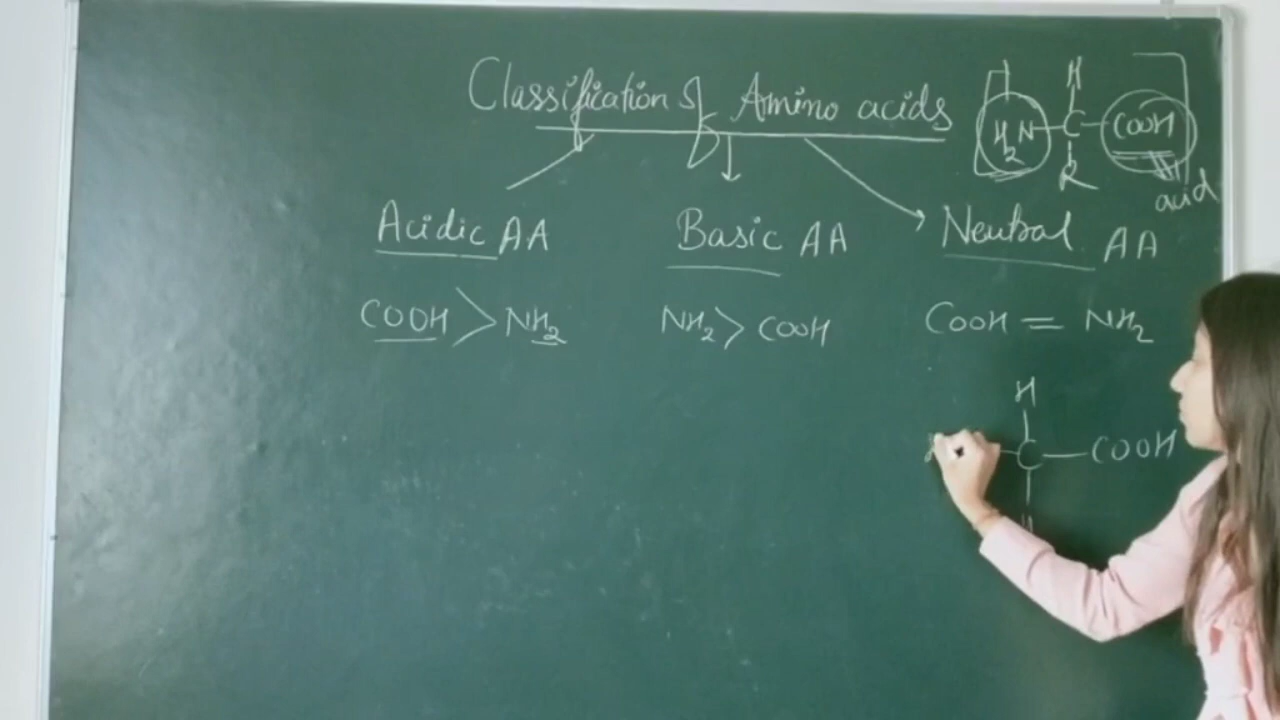 Classification of Amino acids
H
H2N-C-COOH
R
acid
Acidic AA Basic AA Neutral AA
COOH > NH2 NH2 > COOH COOH = NH2
H
C-COOH